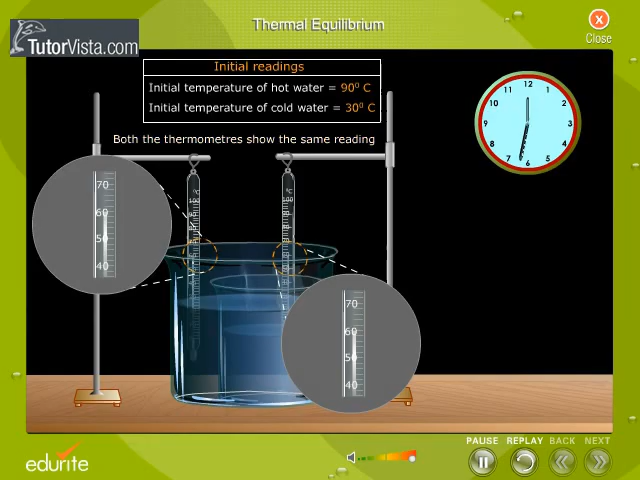 Thermal Equilibrium
TutorVista.com
Close
Initial readings
Initial temperature of hot water = 90⁰ C
Initial temperature of cold water = 30⁰ C
Both the thermometres show the same reading
12
1
2
3
4
5
6
7
8
9
10
11
70
60
50
40
70
60
50
40
PAUSE REPLAY BACK NEXT
edurite